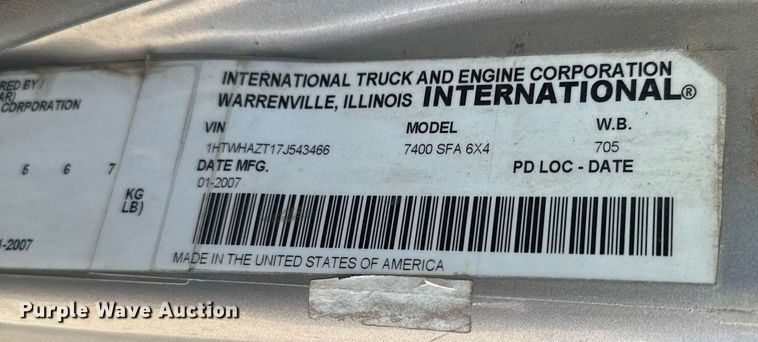 RED BY /
AR)
CORPORATION
5 6 7
KG
LB)
-2007
INTERNATIONAL TRUCK AND ENGINE CORPORATION
WARRENVILLE, ILLINOIS INTERNATIONAL®
VIN MODEL W.B.
1HTWHAZT17J543466 7400 SFA 6X4 705
DATE MFG. PD LOC - DATE
01-2007
MADE IN THE UNITED STATES OF AMERICA
Purple Wave Auction